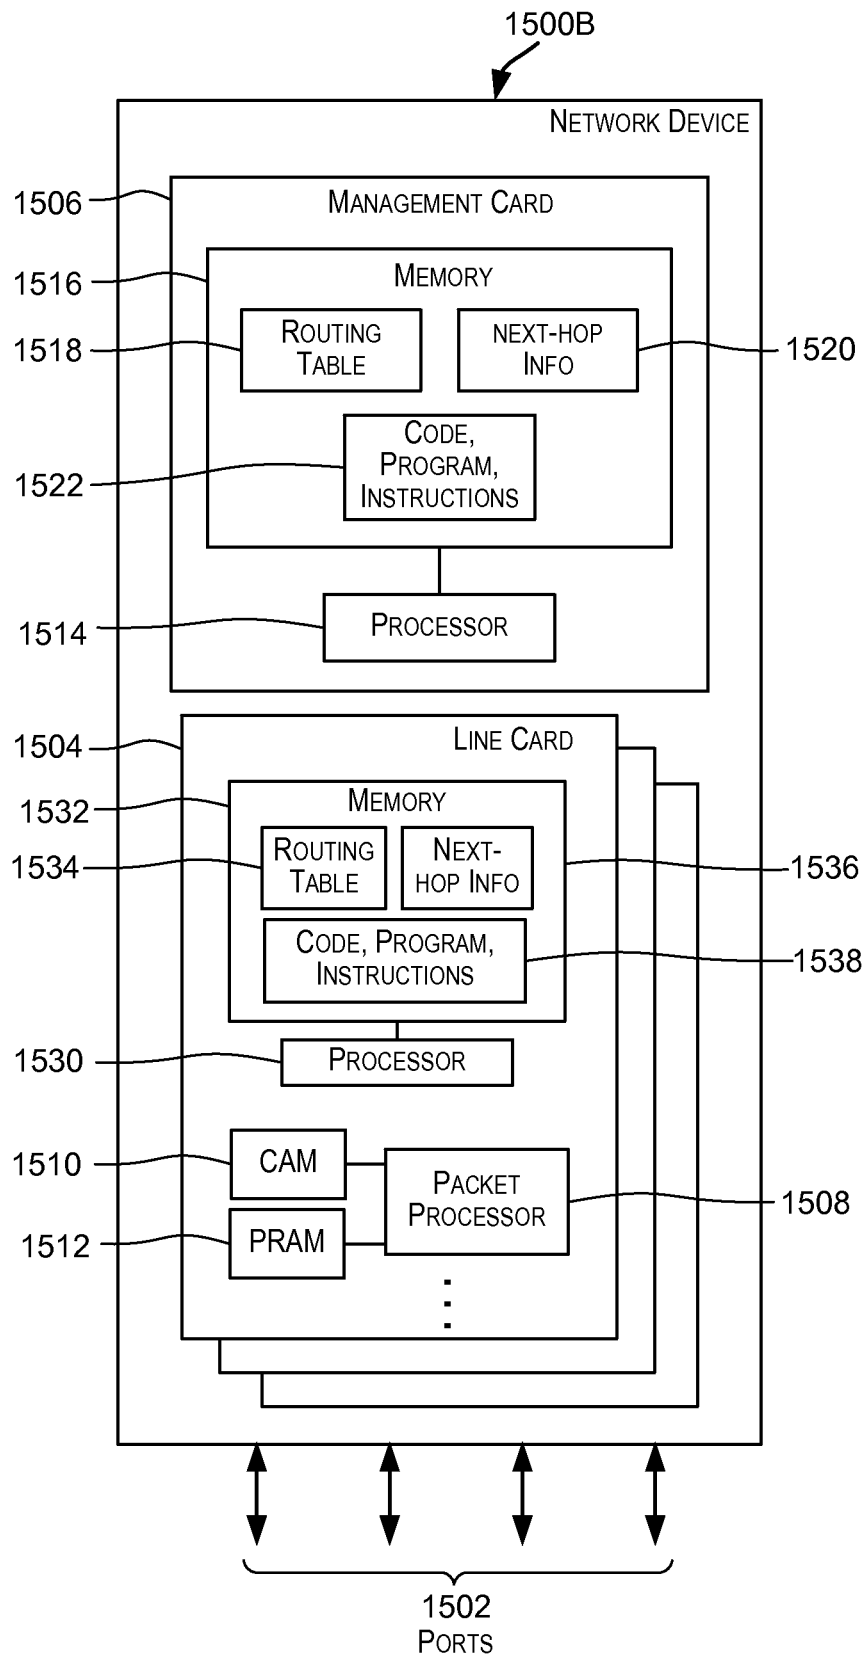 1500B
NETWORK DEVICE
1506
MANAGEMENT CARD
1516
MEMORY
1518
ROUTING
TABLE
NEXT-HOP
INFO
1520
1522
CODE,
PROGRAM,
INSTRUCTIONS
1514
PROCESSOR
1504
LINE CARD
1532
MEMORY
1534
ROUTING
TABLE
NEXT-
HOP INFO
1536
CODE, PROGRAM,
INSTRUCTIONS
1538
1530
PROCESSOR
1510
CAM
PACKET
PROCESSOR
1508
1512
PRAM
1502
PORTS